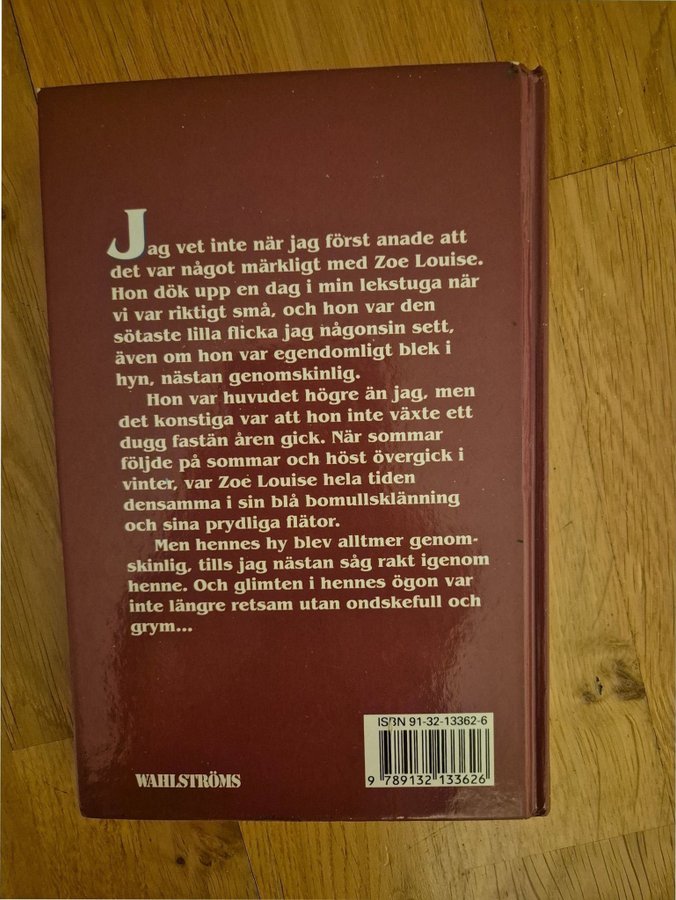 Jag vet inte när jag först anade att
det var något märkligt med Zoe Louise.
Hon dök upp en dag i min lekstuga när
vi var riktigt små, och hon var den
sötaste lilla flicka jag någonsin sett,
även om hon var egendomligt blek i
hyn, nästan genomskinlig.
Hon var huvudet högre än jag, men
det konstiga var att hon inte växte ett
dugg fastän åren gick. När sommar
följde på sommar och höst övergick i
vinter, var Zoe Louise hela tiden
densamma i sin blå bomullsklänning
och sina prydliga flätor.
Men hennes hy blev alltmer genom-
skinlig, tills jag nästan såg rakt igenom
henne. Och glimten i hennes ögon var
inte längre retsam utan ondskefull och
grym...
ISBN 91-32-13362-6
9 789132 133626
WAHLSTRÖMS